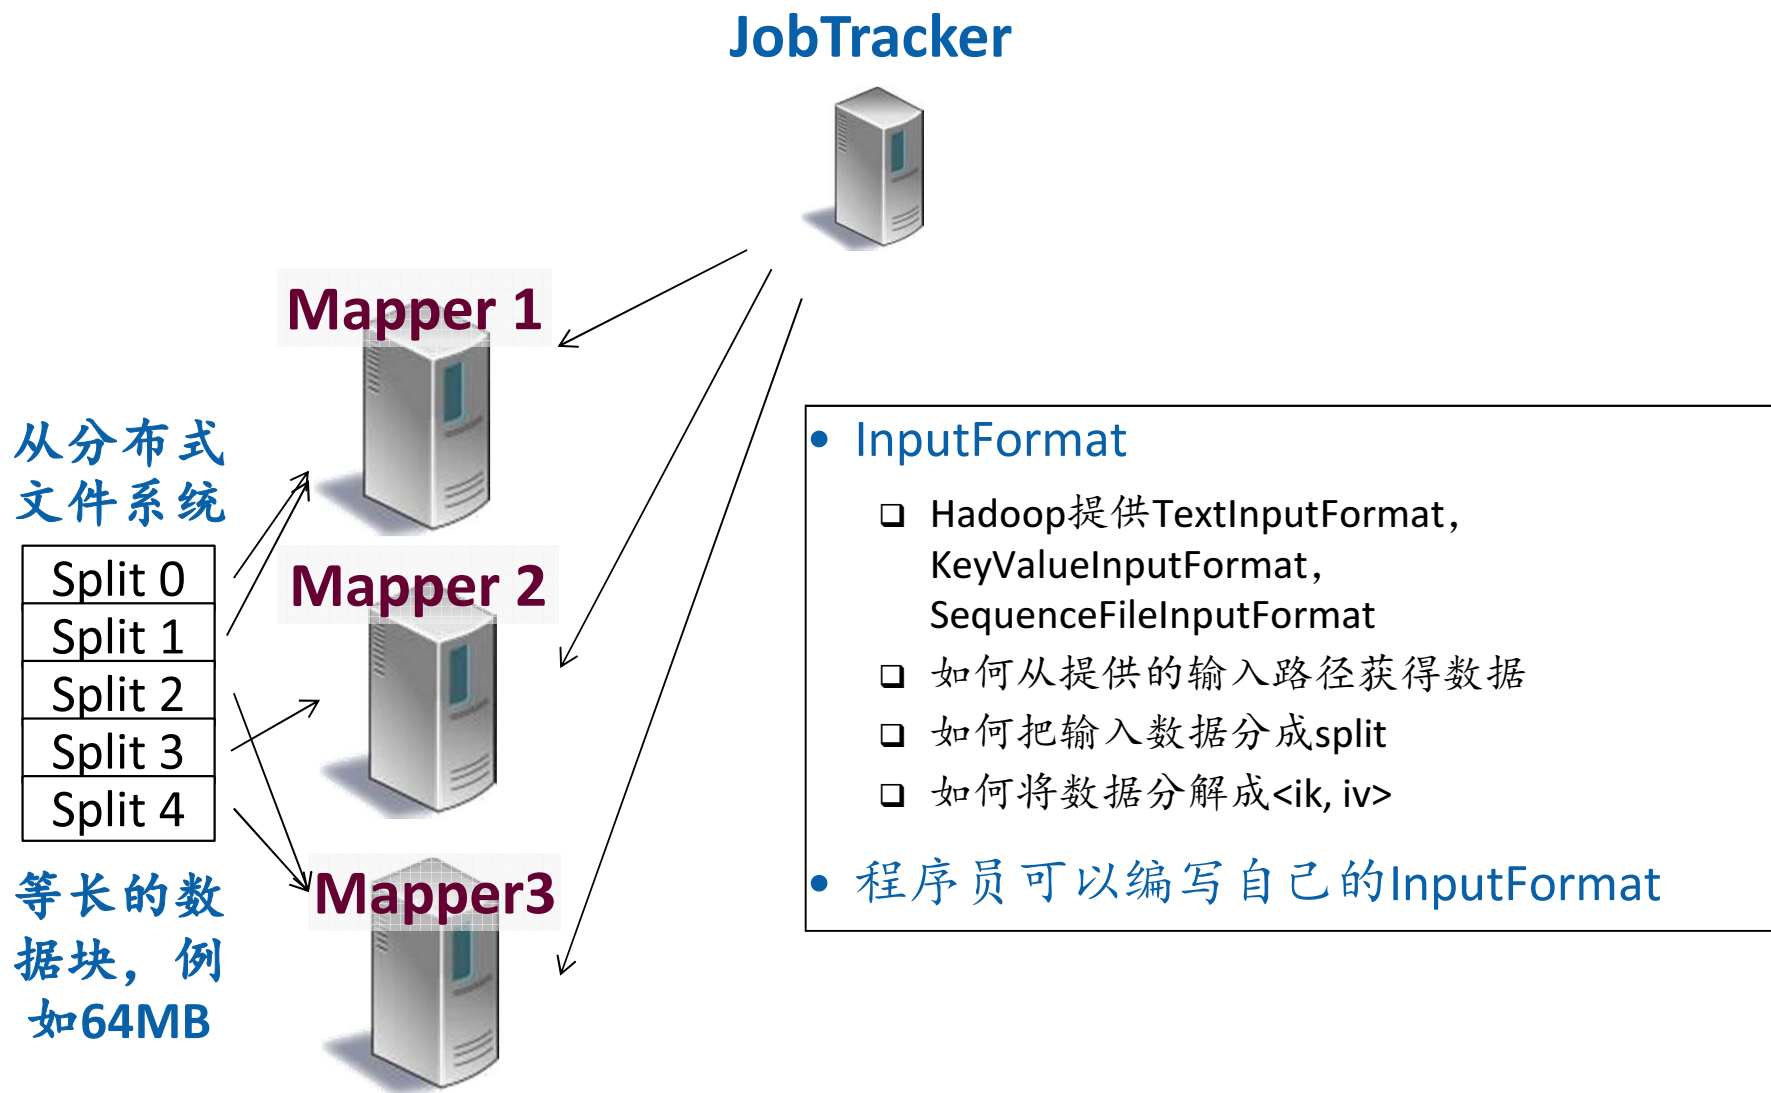 JobTracker
Mapper 1
从分布式
文件系统
Split 0
Split 1
Split 2
Split 3
Split 4
等长的数
据块，例
如64MB
Mapper 2
Mapper3
• InputFormat
Hadoop提供TextInputFormat，
KeyValueInputFormat，
SequenceFileInputFormat
如何从提供的输入路径获得数据
如何把输入数据分成split
如何将数据分解成<ik, iv>
• 程序员可以编写自己的InputFormat